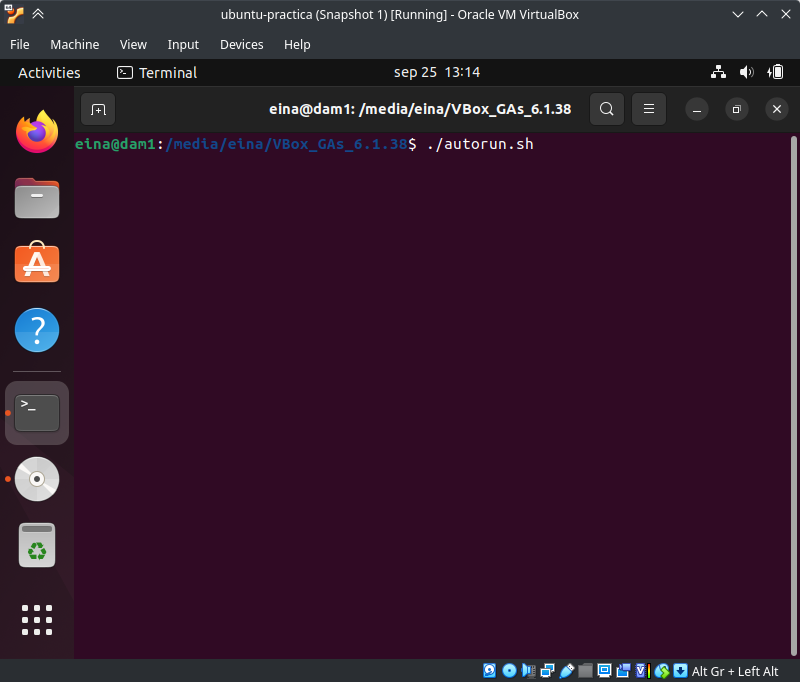 ubuntu-practica (Snapshot 1) [Running] - Oracle VM VirtualBox
File Machine View Input Devices Help
Activities Terminal sep 25 13:14
eina@dam1: /media/eina/VBox_GAs_6.1.38
eina@dam1:/media/eina/VBox_GAs_6.1.38$ ./autorun.sh
Alt Gr + Left Alt